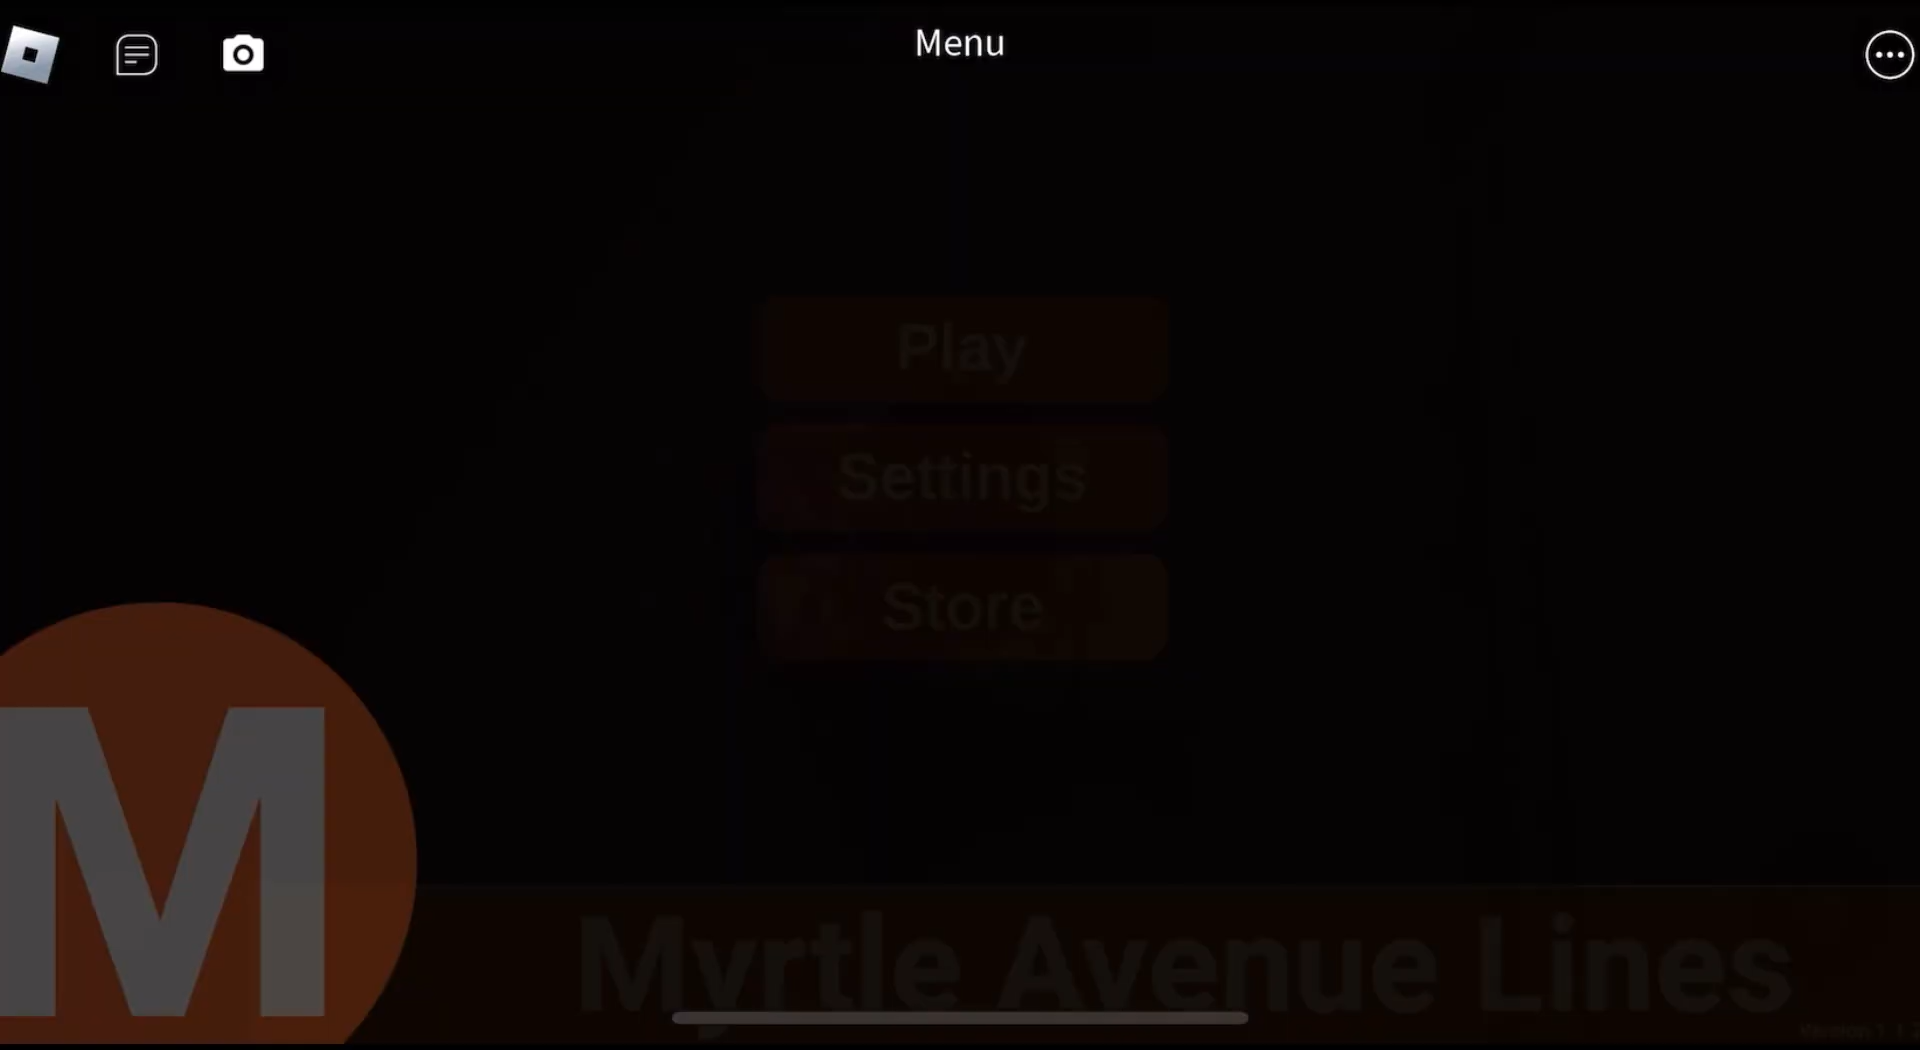 Menu
Play
Settings
Store
M
Myrtle Avenue Lines